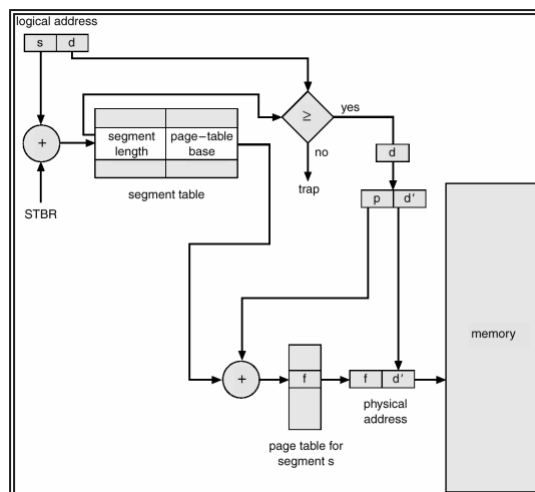 logical address
s d
≥
yes
no
trap
+
segment length
page–table base
segment table
STBR
d
p d′
memory
+
f
f d′
physical address
page table for segment s